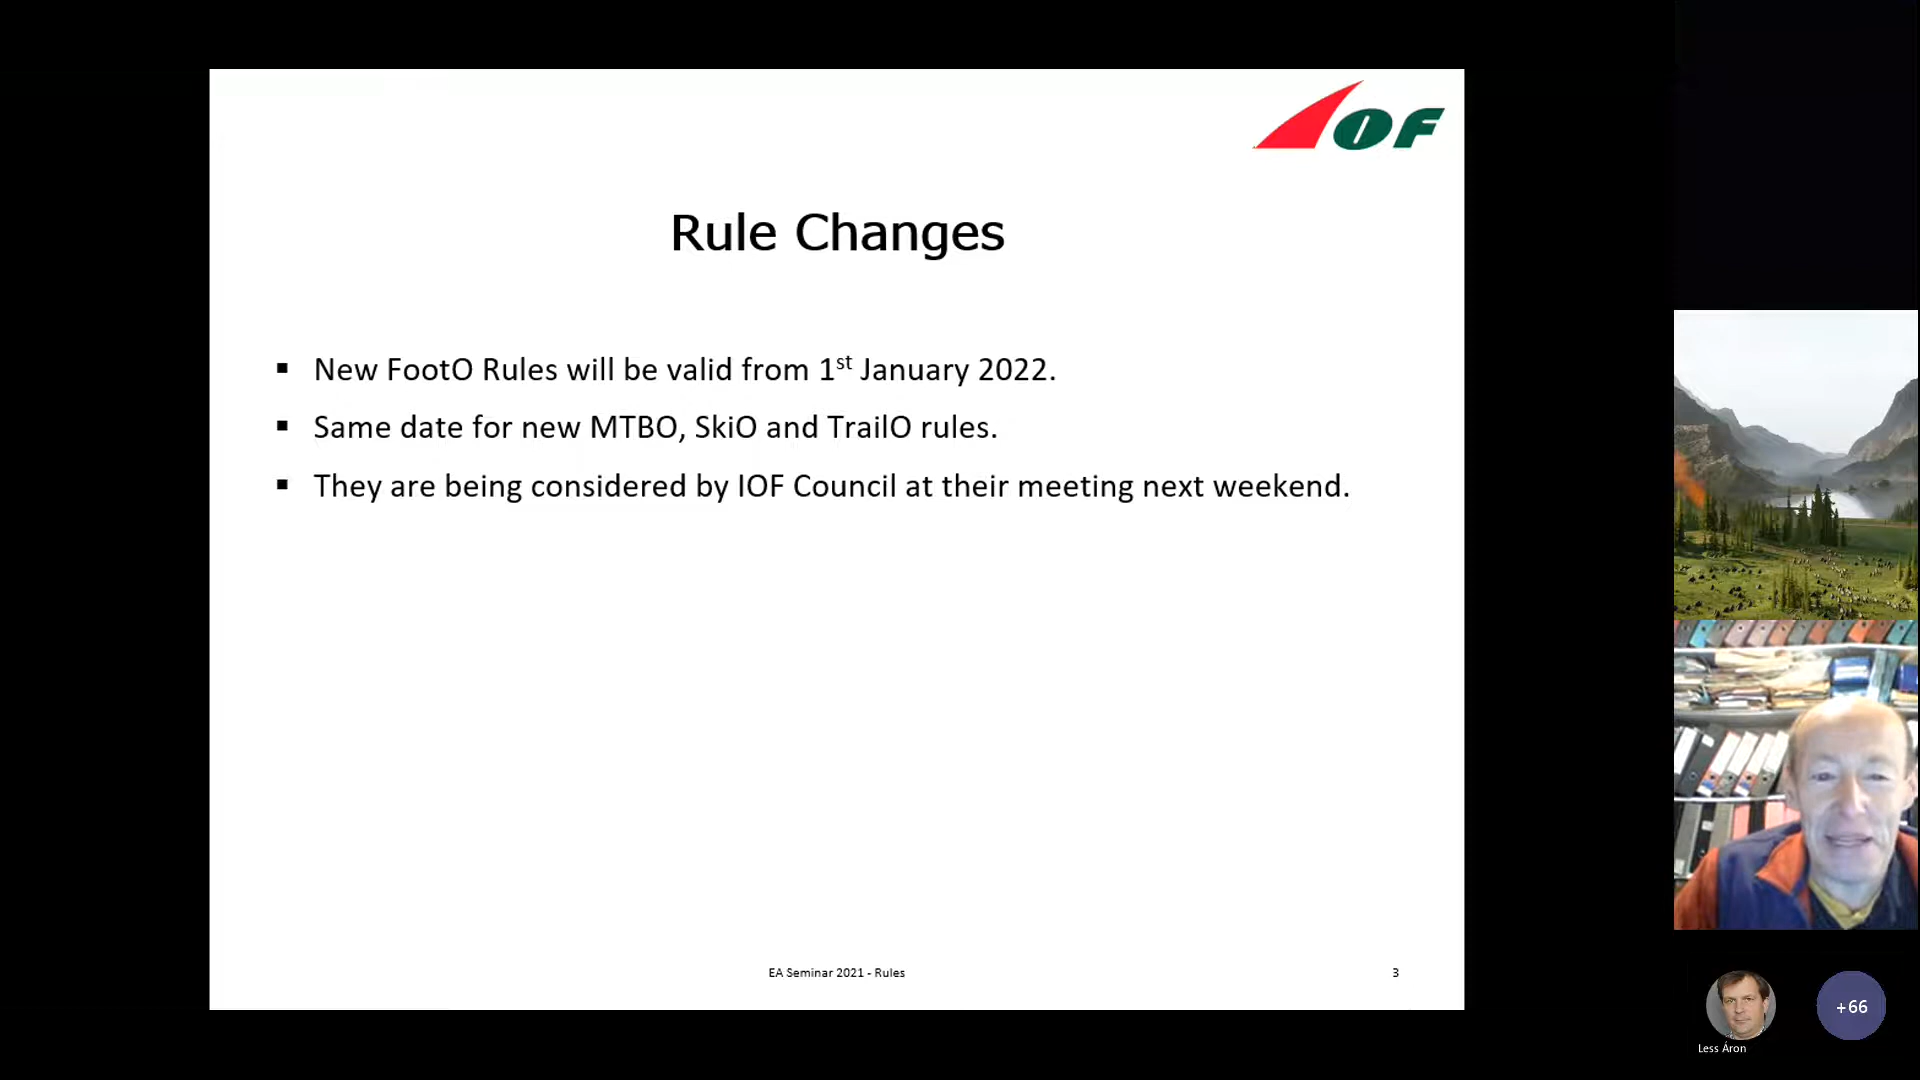 IOF
Rule Changes
▪ New FootO Rules will be valid from 1st January 2022.
▪ Same date for new MTBO, SkiO and TrailO rules.
▪ They are being considered by IOF Council at their meeting next weekend.
EA Seminar 2021 - Rules
3
+66
Less Áron